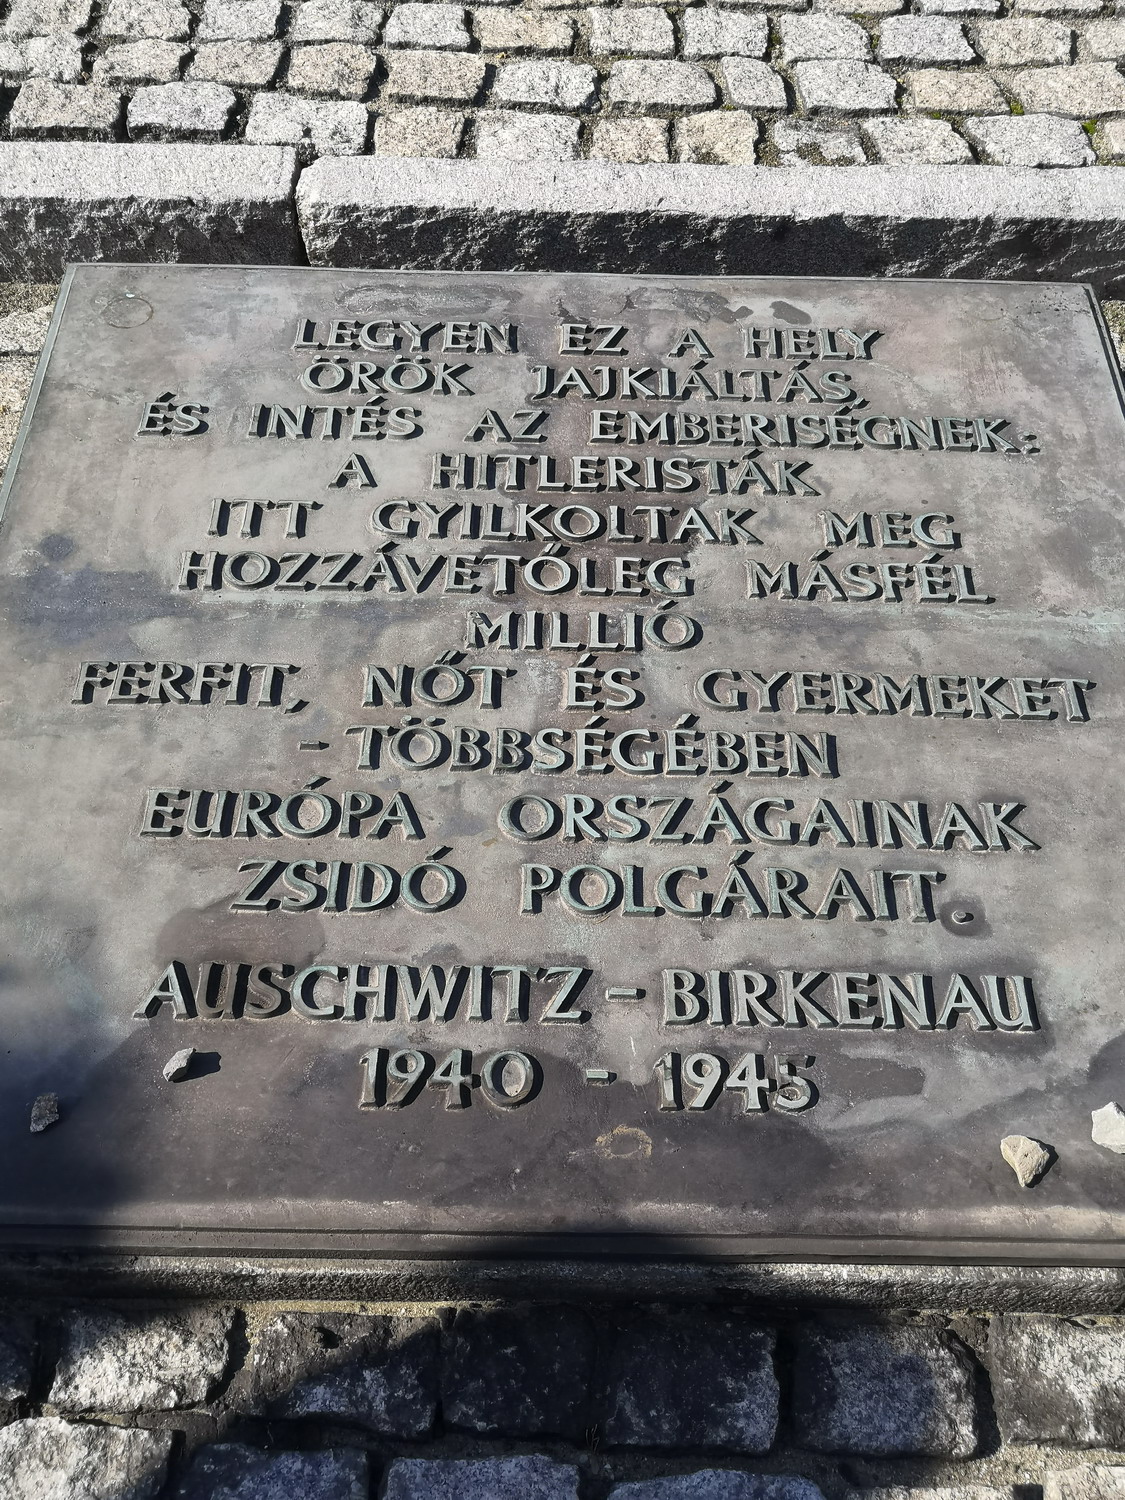 LEGYEN EZ A HELY
ÖRÖK JAJKIÁLTÁS,
ÉS INTÉS AZ EMBERISÉGNEK:
A HITLERISTÁK
ITT GYILKOLTAK MEG
HOZZÁVETŐLEG MÁSFÉL
MILLIÓ
FERFIT, NŐT ÉS GYERMEKET
- TÖBBSÉGÉBEN
EURÓPA ORSZÁGAINAK
ZSIDÓ POLGÁRAIT.
AUSCHWITZ - BIRKENAU
1940 - 1945